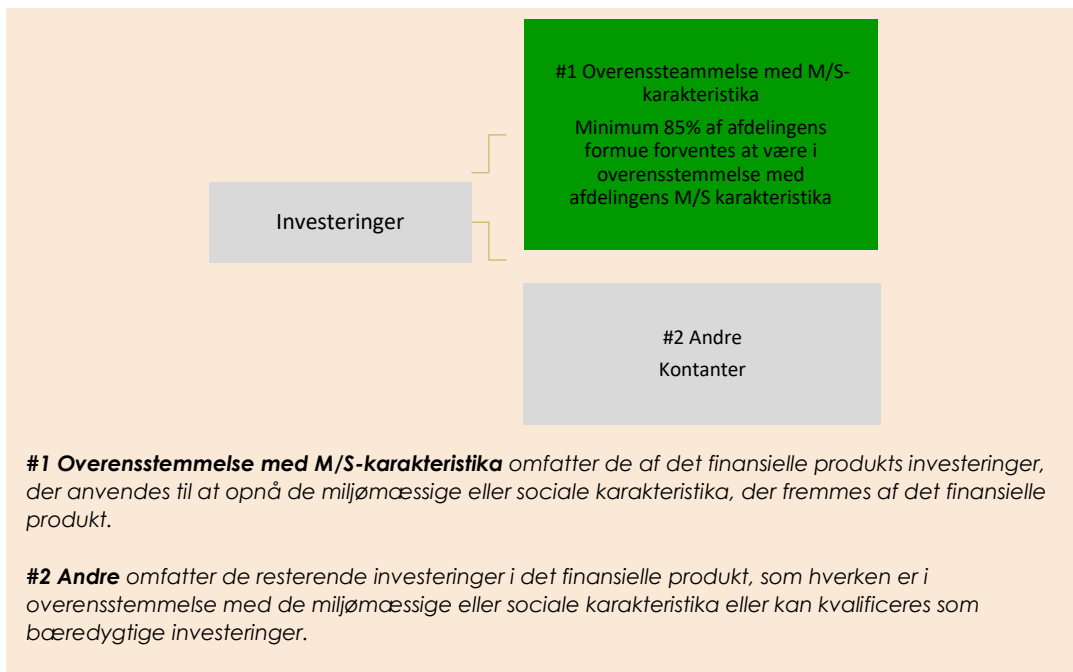 #1 Overenssteammelse med M/S-
karakteristika
Minimum 85% af afdelingens
formue forventes at være i
overensstemmelse med
afdelingens M/S karakteristika
Investeringer
#2 Andre
Kontanter
#1 Overensstemmelse med M/S-karakteristika omfatter de af det finansielle produkts investeringer,
der anvendes til at opnå de miljømæssige eller sociale karakteristika, der fremmes af det finansielle
produkt.
#2 Andre omfatter de resterende investeringer i det finansielle produkt, som hverken er i
overensstemmelse med de miljømæssige eller sociale karakteristika eller kan kvalificeres som
bæredygtige investeringer.